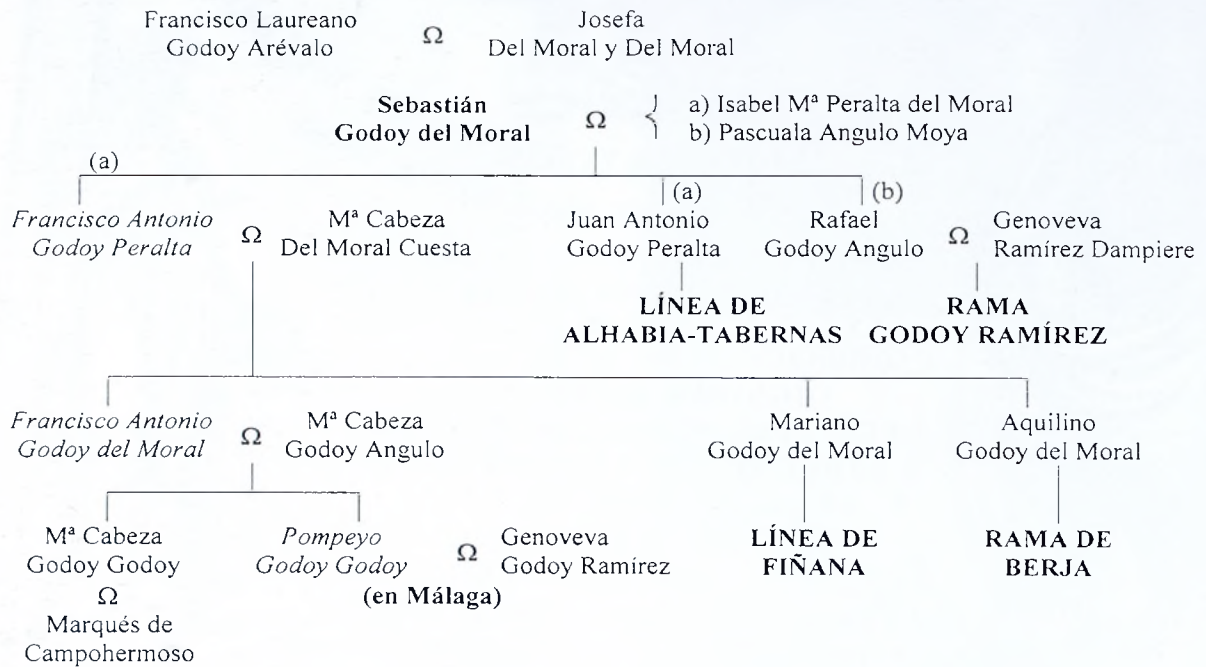 Francisco Laureano
Godoy Arévalo
Ω
Josefa
Del Moral y Del Moral
Sebastián
Godoy del Moral
Ω
a) Isabel Mª Peralta del Moral
b) Pascuala Angulo Moya
(a)
(a)
(b)
Francisco Antonio
Godoy Peralta
Ω
Mª Cabeza
Del Moral Cuesta
Juan Antonio
Godoy Peralta
Rafael
Godoy Angulo
Ω
Genoveva
Ramírez Dampiere
LÍNEA DE
ALHABIA-TABERNAS
RAMA
GODOY RAMÍREZ
Francisco Antonio
Godoy del Moral
Ω
Mª Cabeza
Godoy Angulo
Mariano
Godoy del Moral
Aquilino
Godoy del Moral
Mª Cabeza
Godoy Godoy
Ω
Marqués de
Campohermoso
Pompeyo
Godoy Godoy
Ω
Genoveva
Godoy Ramírez
(en Málaga)
LÍNEA DE
FIÑANA
RAMA DE
BERJA